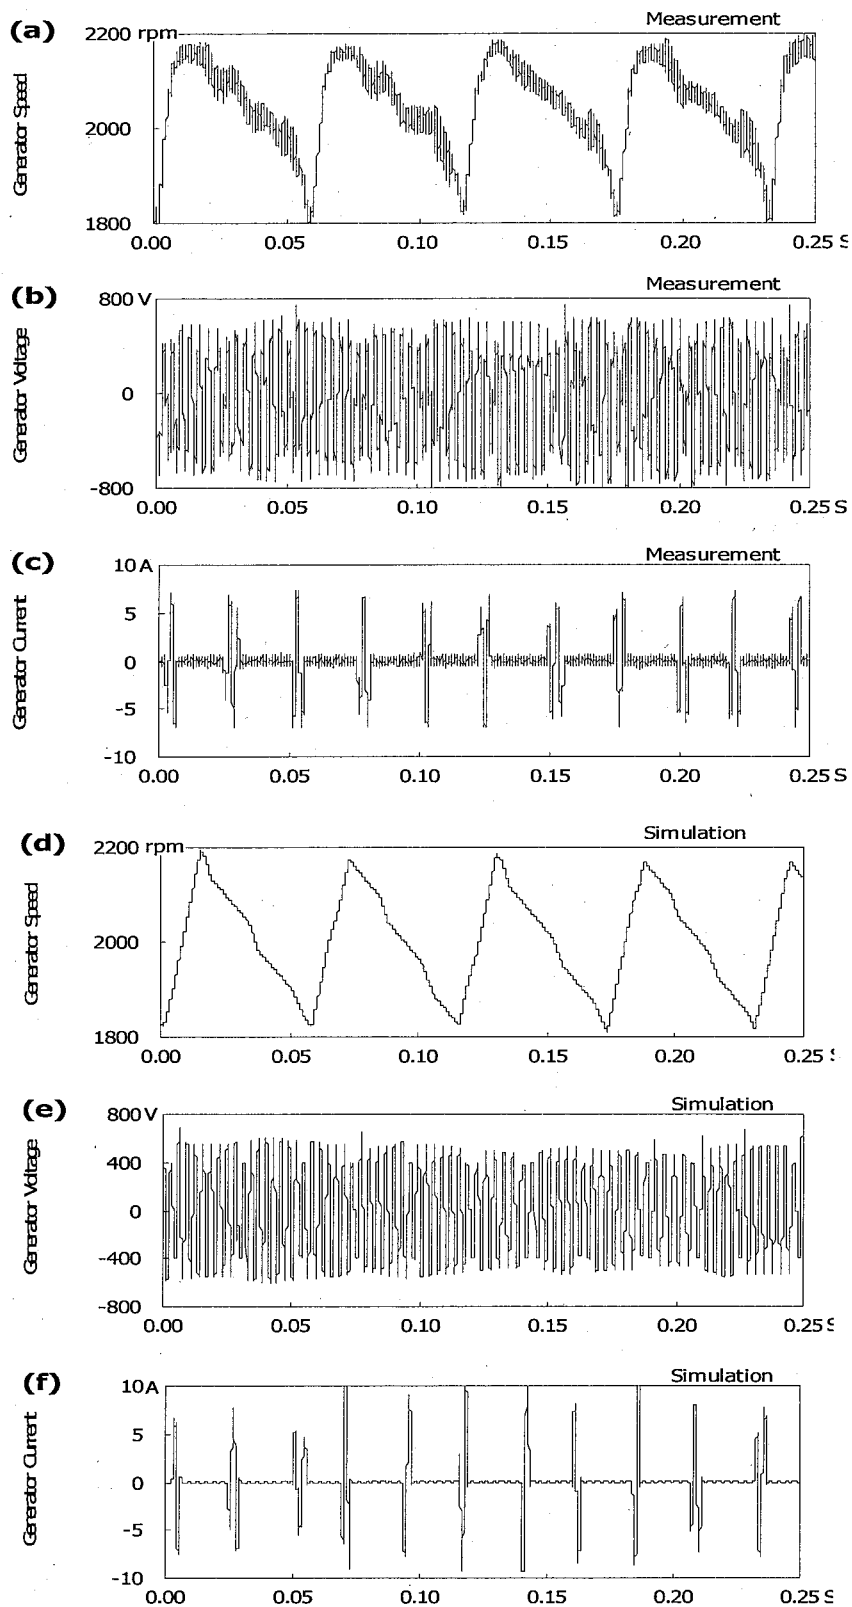 (a)
Measurement
2200 rpm
Generator Speed
2000
1800
0.00 0.05 0.10 0.15 0.20 0.25 S
(b)
Measurement
800 V
Generator Voltage
0
-800
0.00 0.05 0.10 0.15 0.20 0.25 S
(c)
Measurement
10 A
Generator Current
5
0
-5
-10
0.00 0.05 0.10 0.15 0.20 0.25 S
(d)
Simulation
2200 rpm
Generator Speed
2000
1800
0.00 0.05 0.10 0.15 0.20 0.25 S
(e)
Simulation
800 V
Generator Voltage
400
0
-400
-800
0.00 0.05 0.10 0.15 0.20 0.25 S
(f)
Simulation
10 A
Generator Current
5
0
-5
-10
0.00 0.05 0.10 0.15 0.20 0.25 S